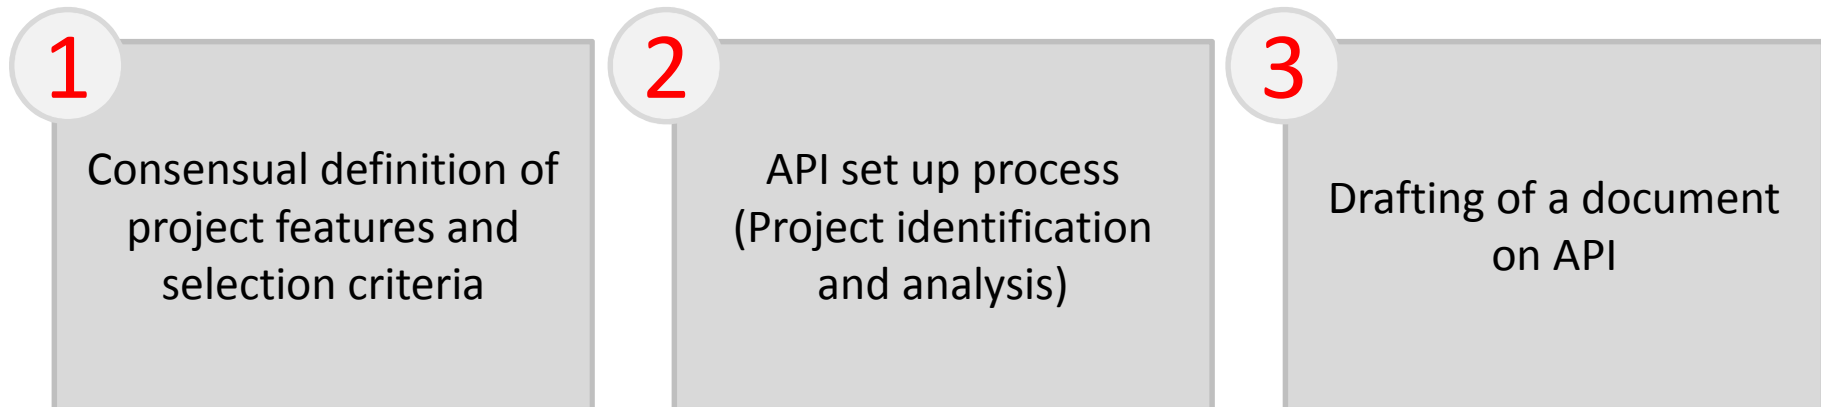 1
Consensual definition of
project features and
selection criteria
2
API set up process
(Project identification
and analysis)
3
Drafting of a document
on API